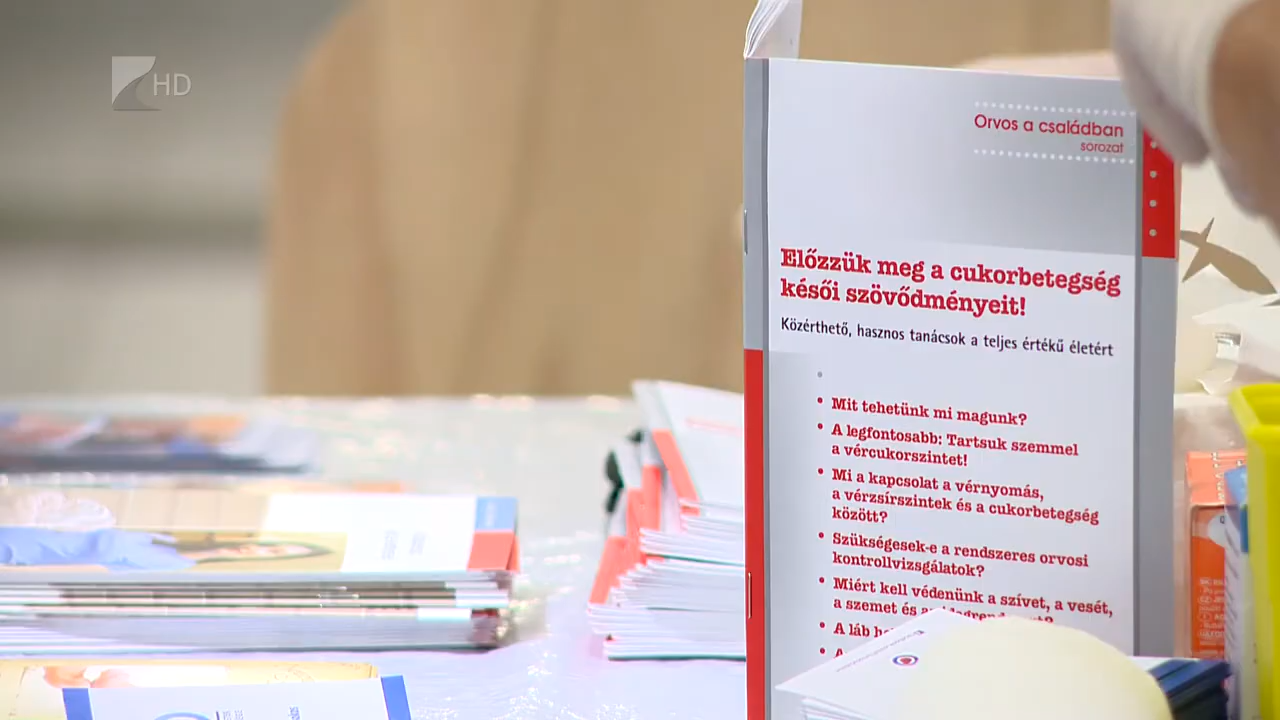 HD
Orvos a családban
sorozat
Előzzük meg a cukorbetegség
késői szövődményeit!
Közérthető, hasznos tanácsok a teljes értékű életért
• Mit tehetünk mi magunk?
• A legfontosabb: Tartsuk szemmel
a vércukorszintet!
• Mi a kapcsolat a vérnyomás,
a vérzsírszintek és a cukorbetegség
között?
• Szükségesek-e a rendszeres orvosi
kontrollvizsgálatok?
• Miért kell védenünk a szívet, a vesét,
a szemet és
• A láb